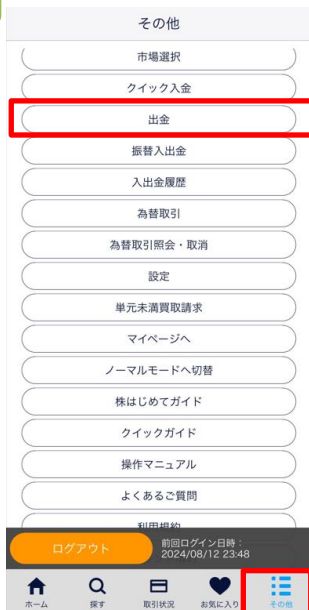 その他
市場選択
クイック入金
出金
振替入出金
入出金履歴
為替取引
為替取引照会・取消
設定
単元未満買取請求
マイページへ
ノーマルモードへ切替
株はじめてガイド
クイックガイド
操作マニュアル
よくあるご質問
利用規約
ログアウト
前回ログイン日時：
2024/08/12 23:48
ホーム
探す
取引状況
お気に入り
その他